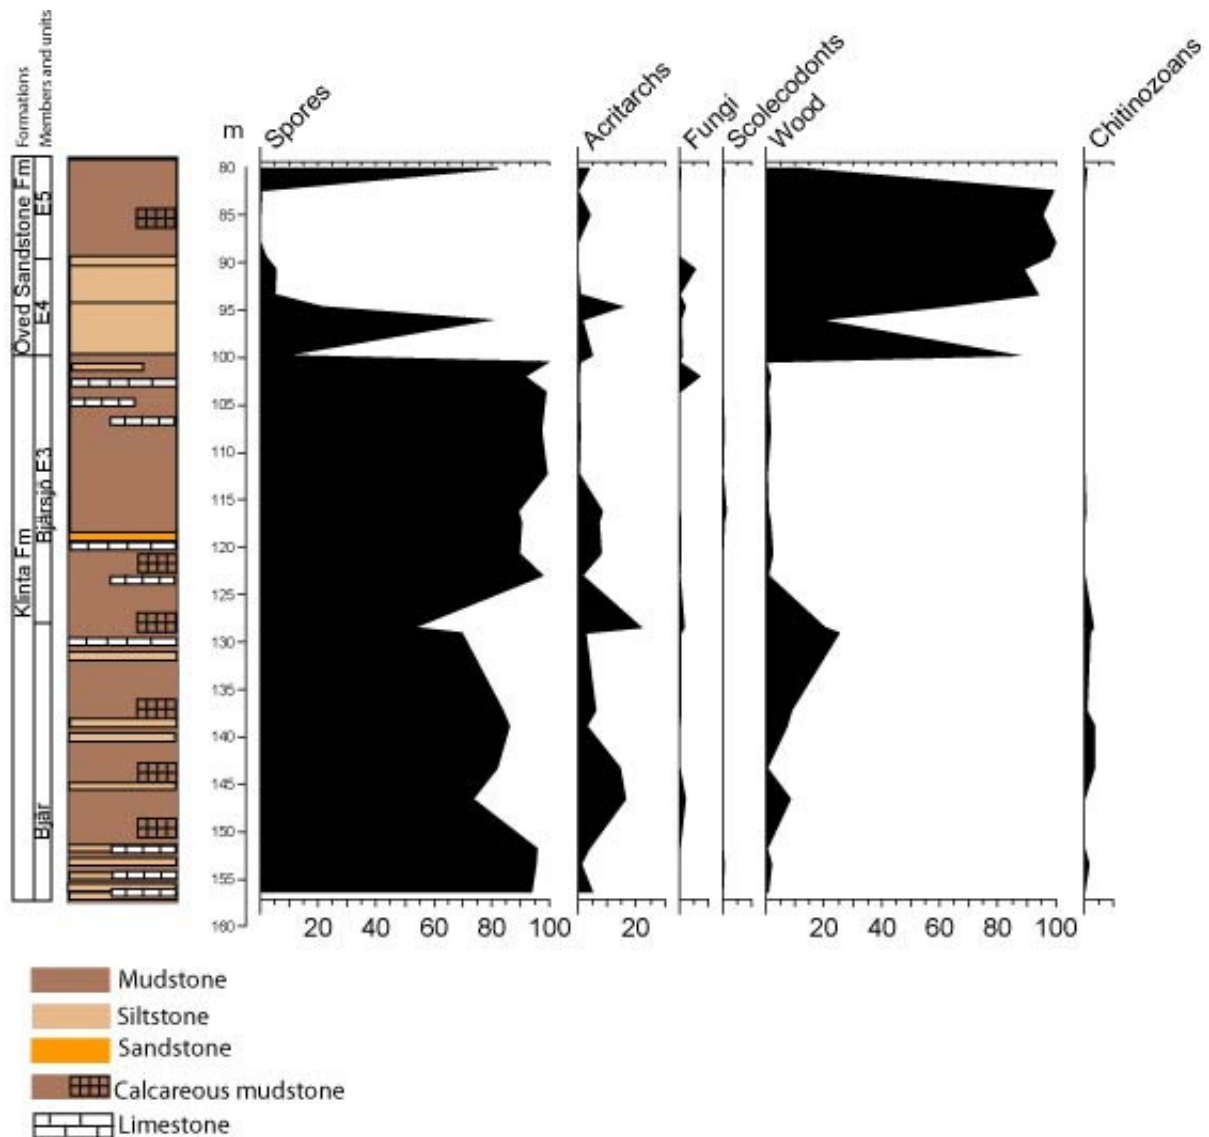 Formations
Members and units
Spores
Acritarchs
Fungi
Scolecodonts
Wood
Chitinozoans
m
Öved Sandstone Fm
Klinta Fm
E5
E4
Bjärsjö E3
Bjär
80
85
90
95
100
105
110
115
120
125
130
135
140
145
150
155
160
20 40 60 80 100 20 20 40 60 80 100
Mudstone
Siltstone
Sandstone
Calcareous mudstone
Limestone